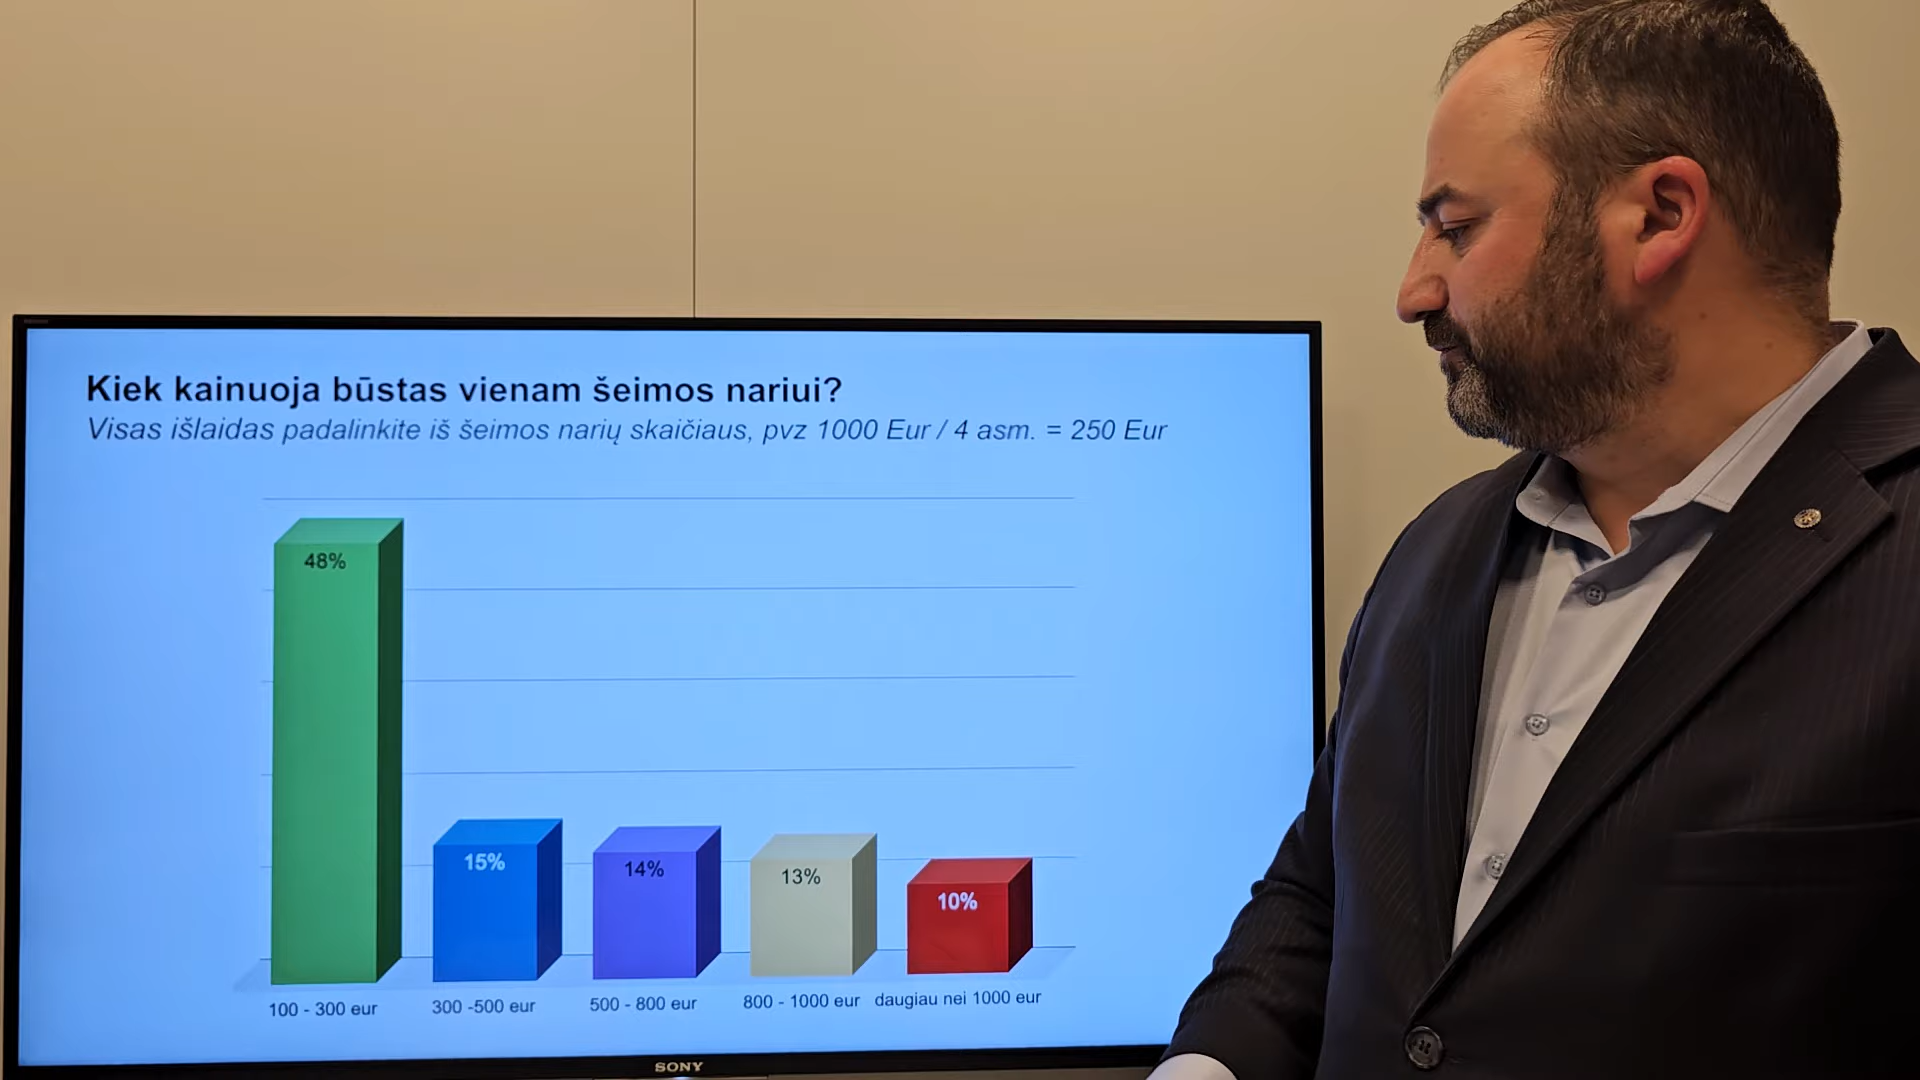 Kiek kainuoja būstas vienam šeimos nariui?
Visas išlaidas padalinkite iš šeimos narių skaičiaus, pvz 1000 Eur / 4 asm. = 250 Eur
48%
15%
14%
13%
10%
100 - 300 eur
300 -500 eur
500 - 800 eur
800 - 1000 eur
daugiau nei 1000 eur
SONY